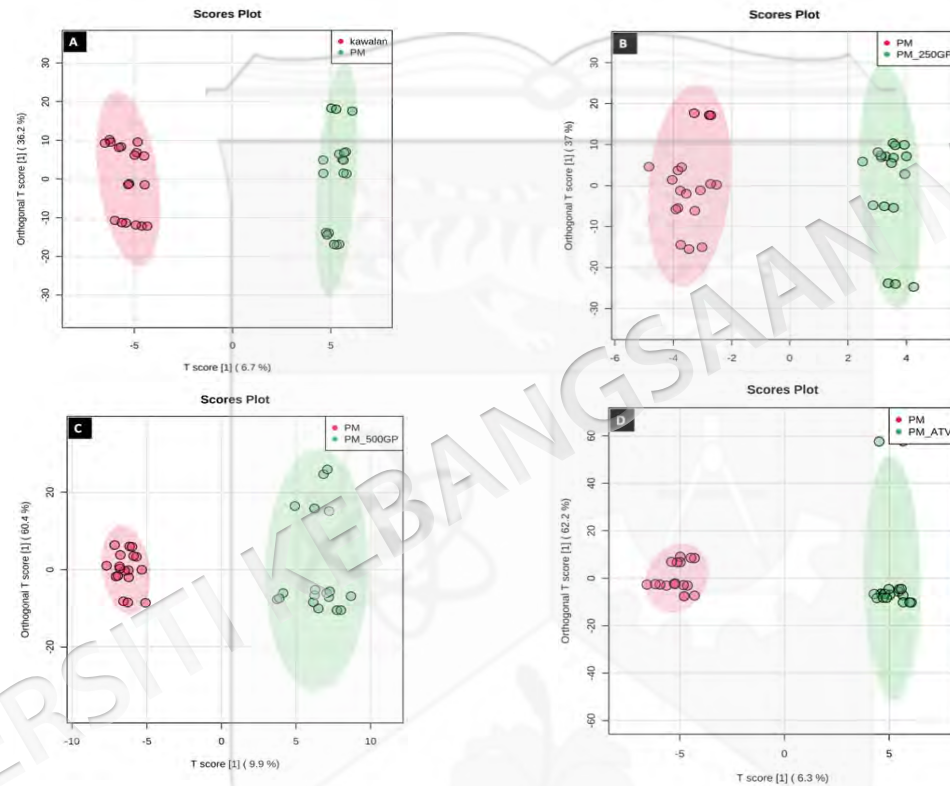 Scores Plot
A
kawalan
PM
30
20
10
0
-10
-20
-30
Orthogonal T score [1] ( 36.2 %)
-5
0
5
T score [1] ( 6.7 %)
Scores Plot
B
PM
PM_250GP
30
20
10
0
-10
-20
-30
Orthogonal T score [1] ( 37 %)
-6
-4
-2
0
2
4
Scores Plot
C
PM
PM_500GP
20
0
-20
Orthogonal T score [1] ( 60.4 %)
-10
-5
0
5
10
T score [1] ( 9.9 %)
Scores Plot
D
PM
PM_ATV
60
40
20
0
-20
-40
-60
Orthogonal T score [1] ( 62.2 %)
-5
0
5
T score [1] ( 6.3 %)
ERSITI KEBANGSAAN